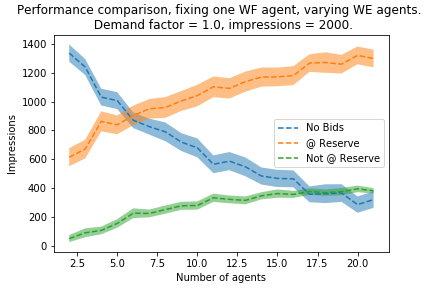 Performance comparison, fixing one WF agent, varying WE agents.
Demand factor = 1.0, impressions = 2000.
1400
1200
1000
800
600
400
200
0
Impressions
No Bids
@ Reserve
Not @ Reserve
2.5 5.0 7.5 10.0 12.5 15.0 17.5 20.0
Number of agents